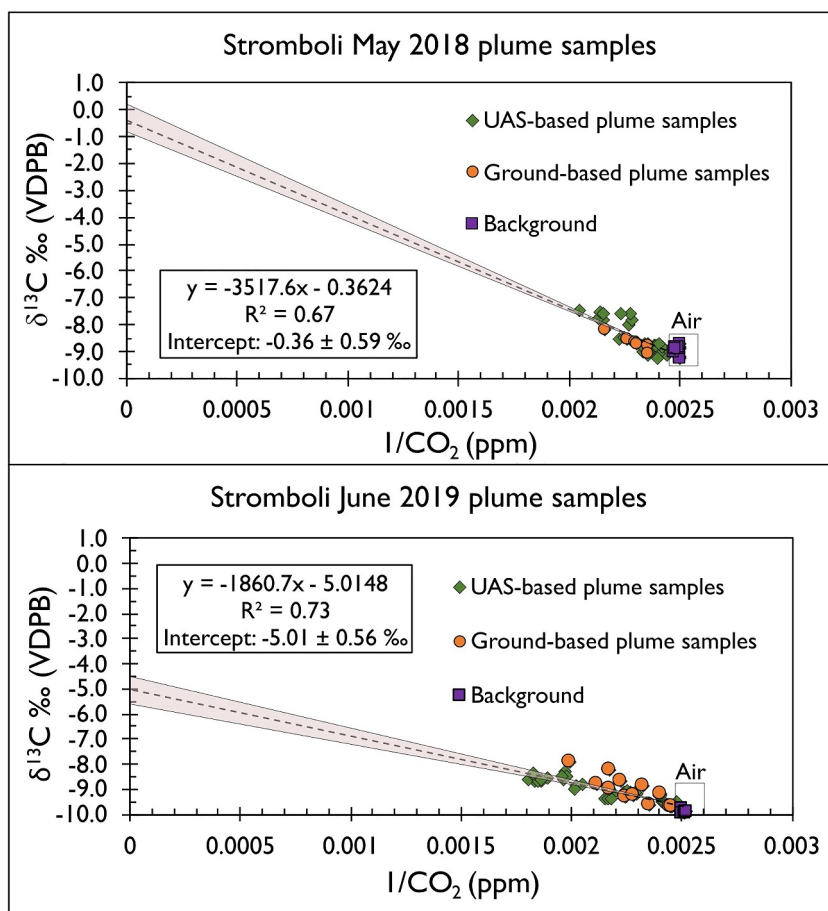 Stromboli May 2018 plume samples
δ¹³C ‰ (VDPB)
1.0
0.0
-1.0
-2.0
-3.0
-4.0
-5.0
-6.0
-7.0
-8.0
-9.0
-10.0
UAS-based plume samples
Ground-based plume samples
Background
y = -3517.6x - 0.3624
R² = 0.67
Intercept: -0.36 ± 0.59 ‰
Air
0 0.0005 0.001 0.0015 0.002 0.0025 0.003
1/CO₂ (ppm)
Stromboli June 2019 plume samples
δ¹³C ‰ (VDPB)
1.0
0.0
-1.0
-2.0
-3.0
-4.0
-5.0
-6.0
-7.0
-8.0
-9.0
-10.0
y = -1860.7x - 5.0148
R² = 0.73
Intercept: -5.01 ± 0.56 ‰
UAS-based plume samples
Ground-based plume samples
Background
Air
0 0.0005 0.001 0.0015 0.002 0.0025 0.003
1/CO₂ (ppm)